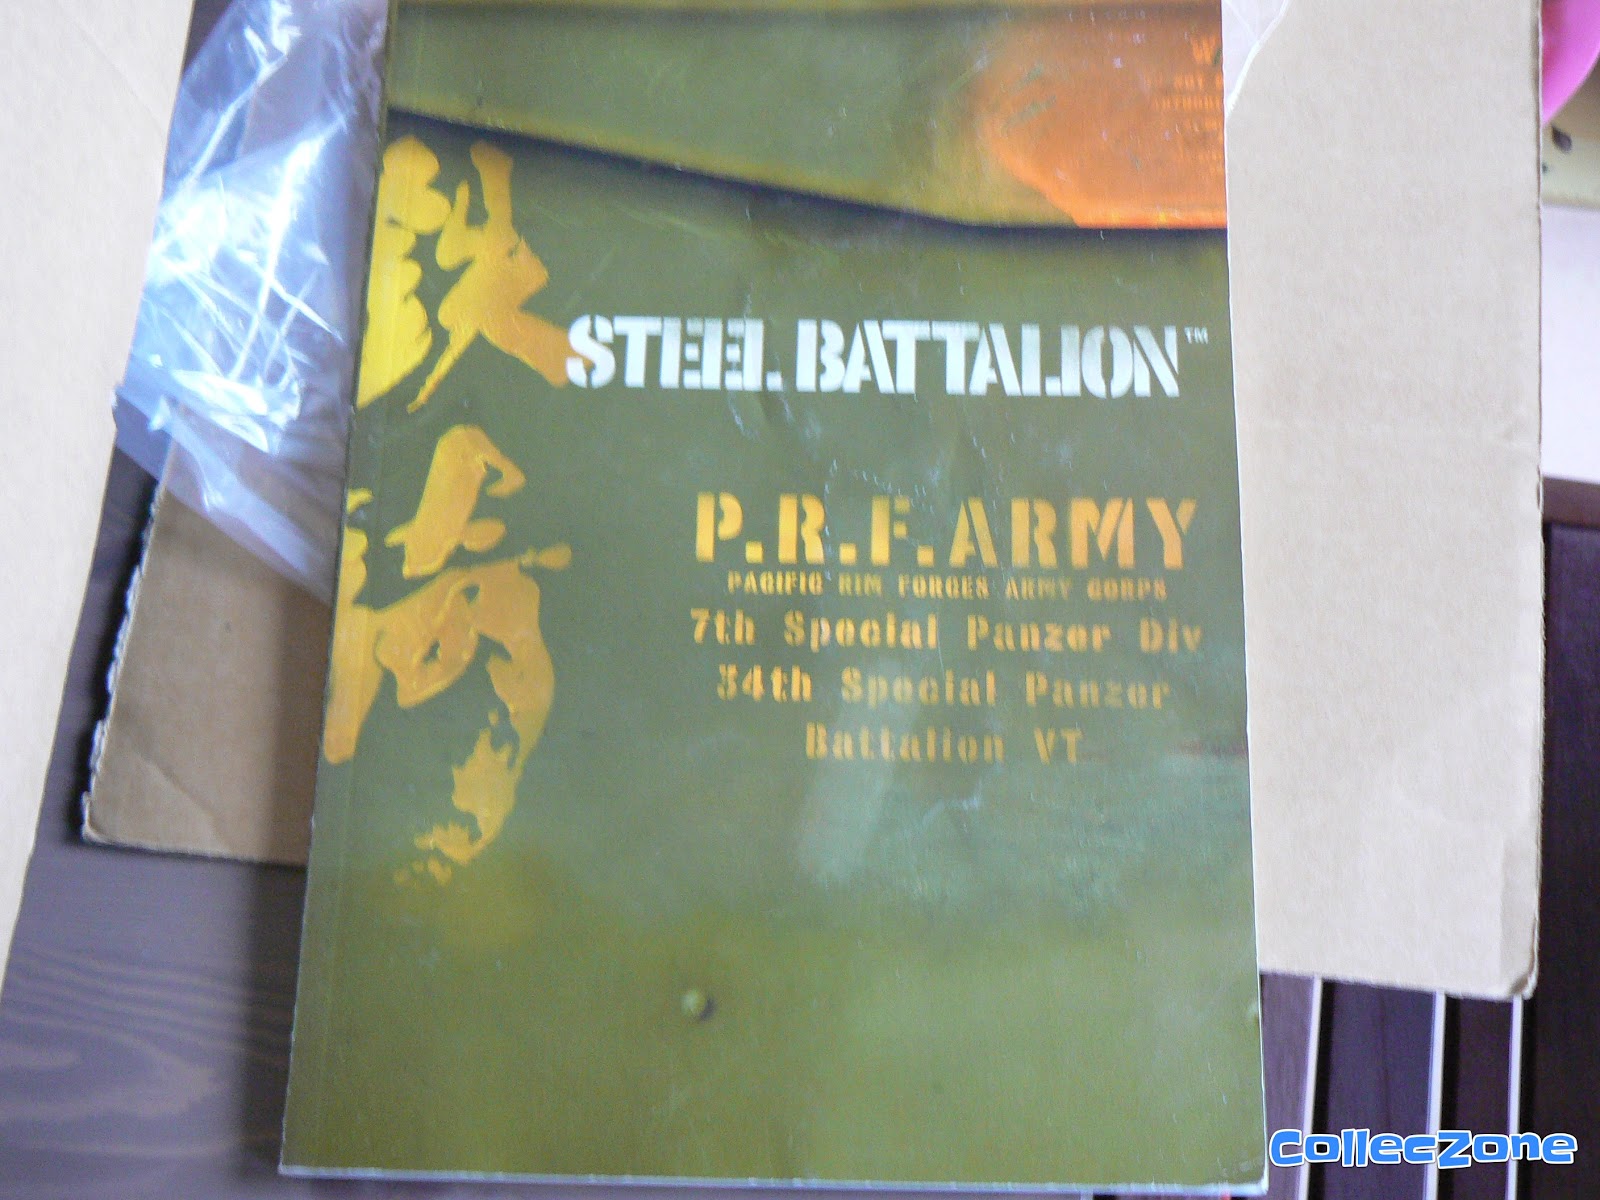 鉄騎
STEEL BATTALION™
P.R.F.ARMY
PACIFIC RIM FORCES ARMY CORPS
7th Special Panzer Div
34th Special Panzer
Battalion VT
CollecZone